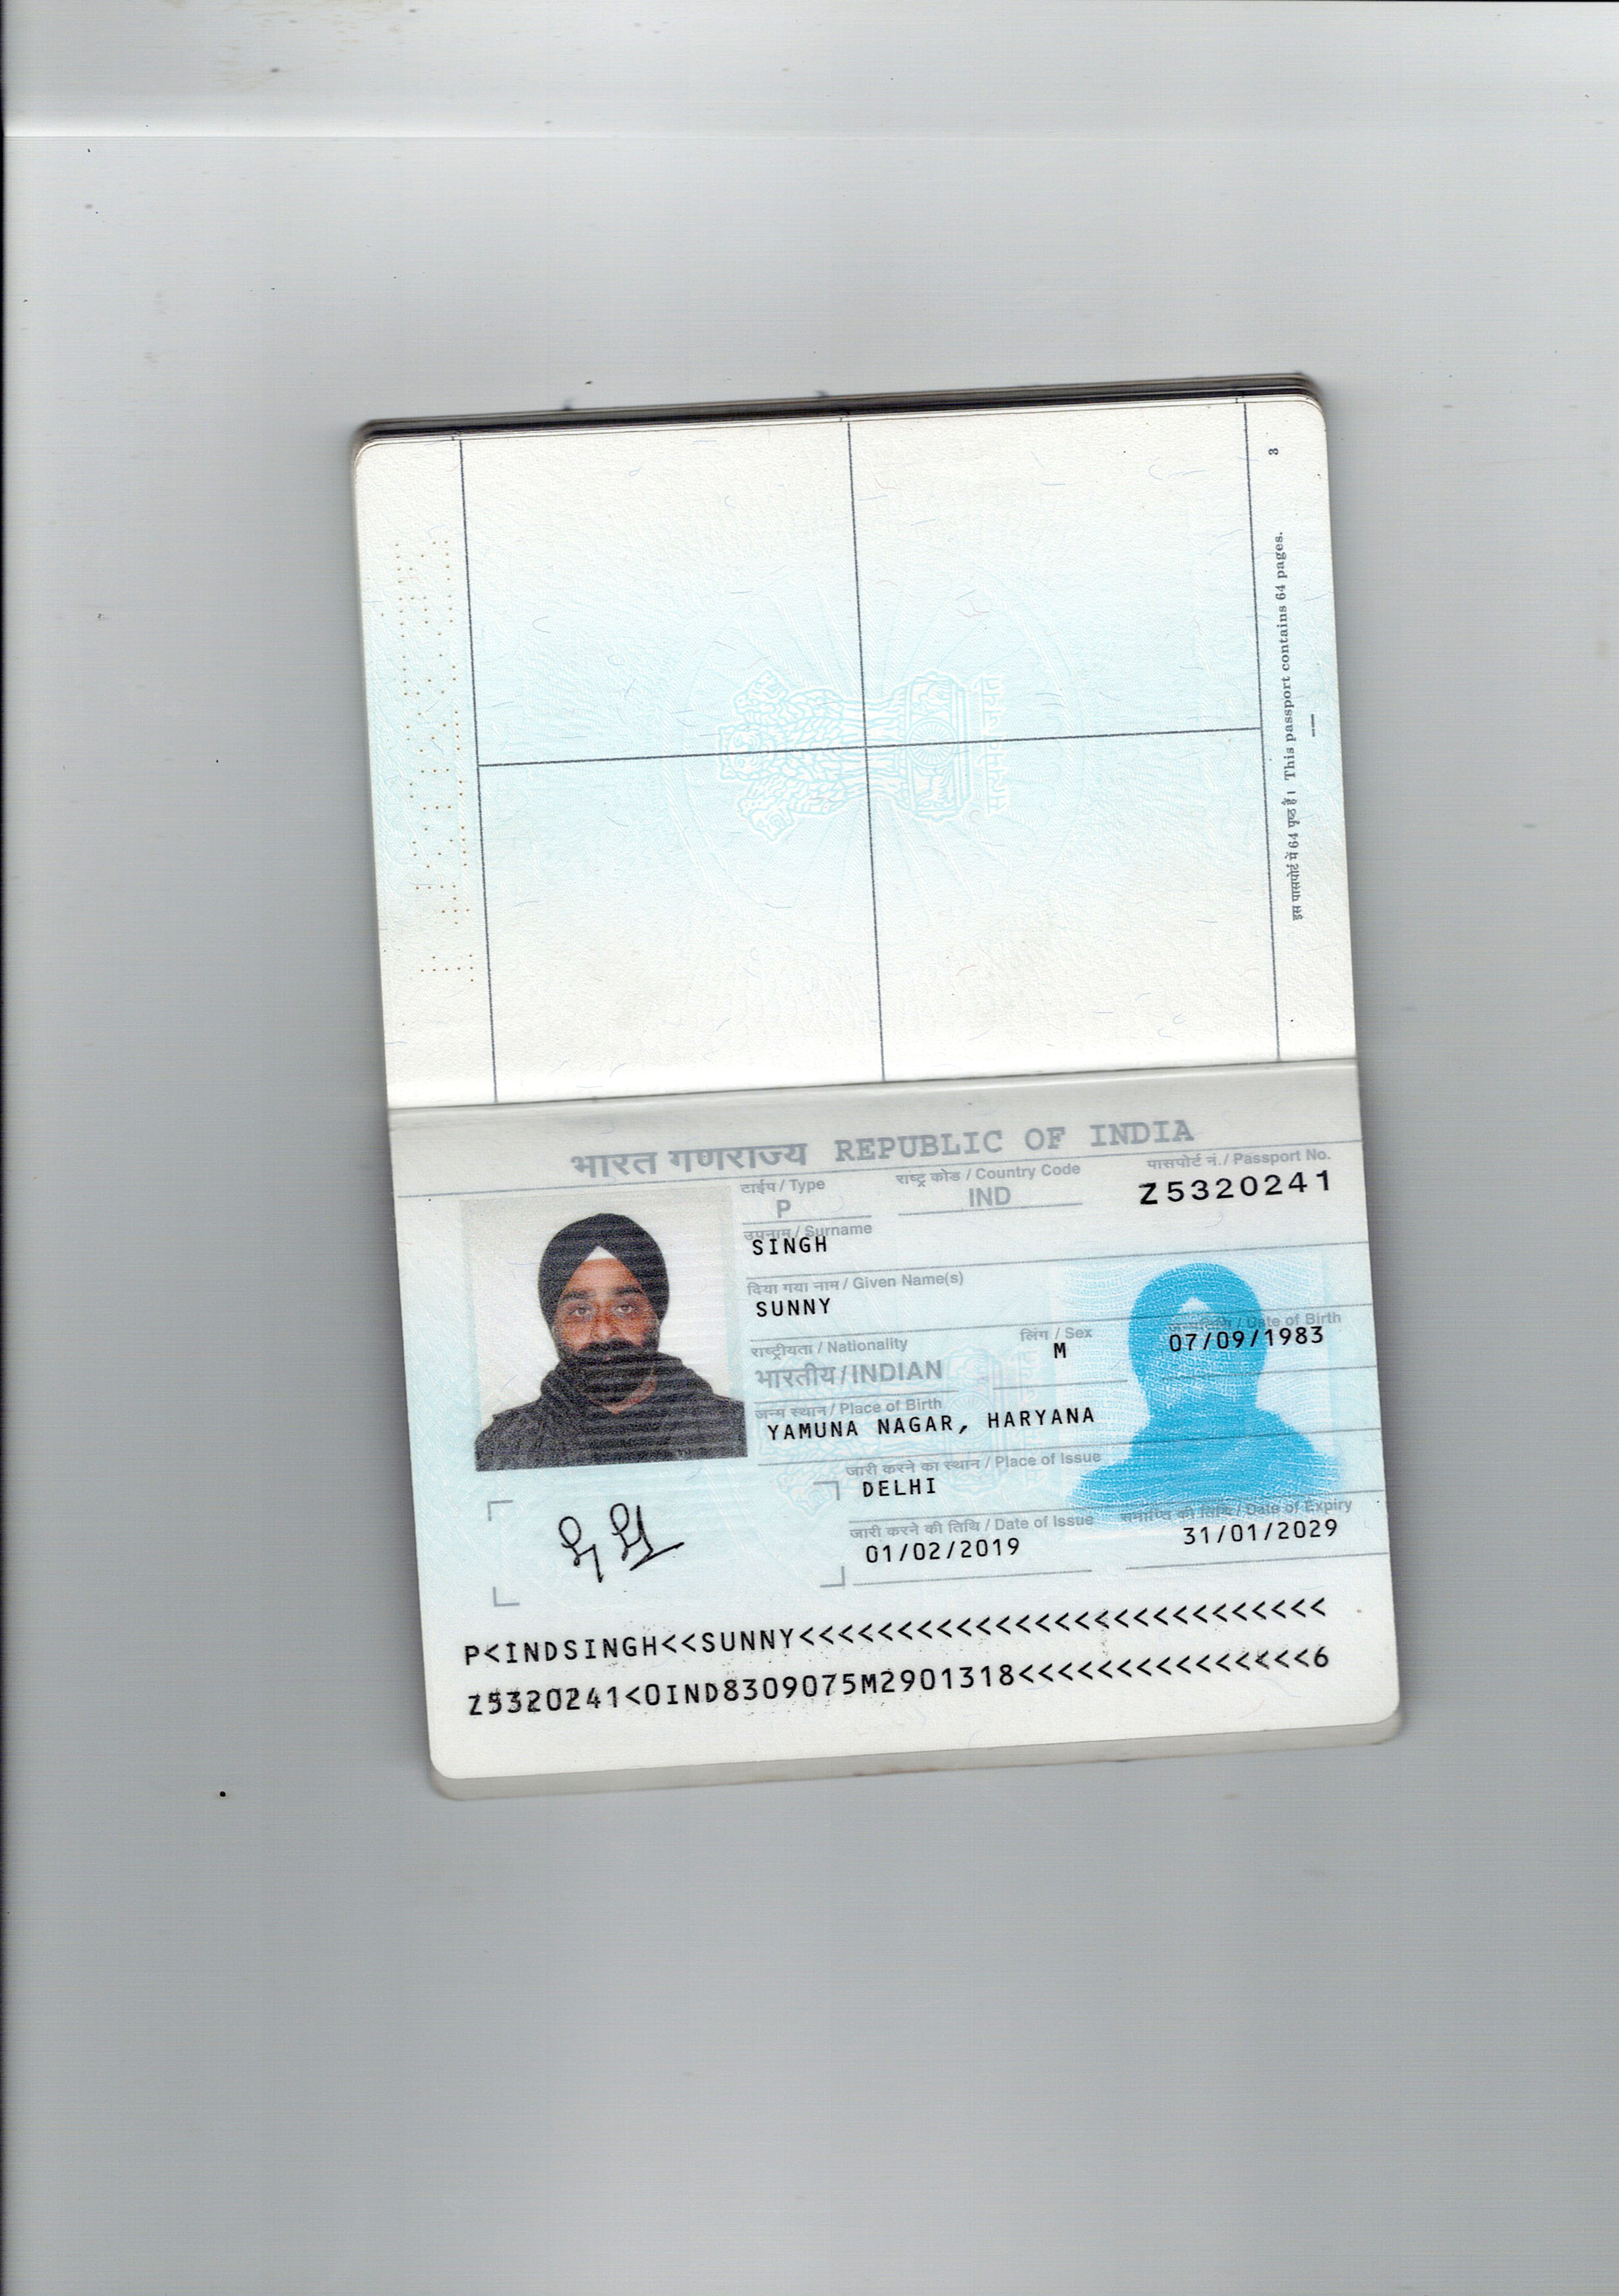 3
इस पासपोर्ट में 64 पृष्ठ हैं। This passport contains 64 pages.
भारत गणराज्य REPUBLIC OF INDIA
टाईप / Type
राष्ट्र कोड / Country Code
पासपोर्ट नं. / Passport No.
P
IND
Z5320241
उपनाम / Surname
SINGH
दिया गया नाम / Given Name(s)
SUNNY
राष्ट्रीयता / Nationality
लिंग / Sex
जन्मतिथि / Date of Birth
भारतीय / INDIAN
M
07/09/1983
जन्म स्थान / Place of Birth
YAMUNA NAGAR, HARYANA
जारी करने का स्थान / Place of Issue
DELHI
जारी करने की तिथि / Date of Issue
समाप्ति की तिथि / Date of Expiry
01/02/2019
31/01/2029
P<INDSINGH<<SUNNY<<<<<<<<<<<<<<<<<<<<<<<<<<<
Z5320241<0IND8309075M2901318<<<<<<<<<<<<<<<6